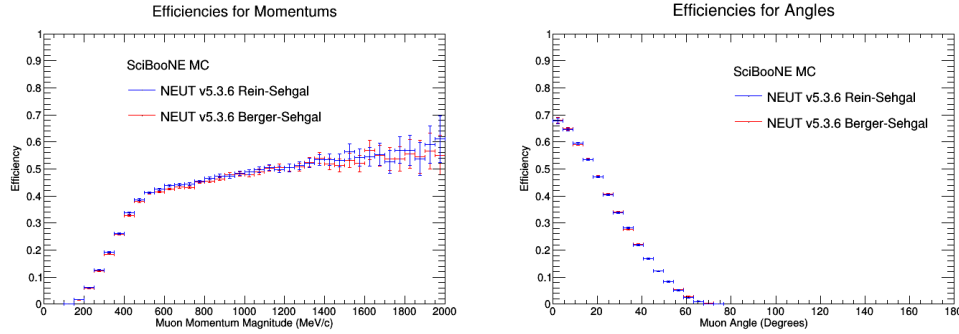 Efficiencies for Momentums
Efficiency
1
0.9
0.8
0.7
0.6
0.5
0.4
0.3
0.2
0.1
0
SciBooNE MC
NEUT v5.3.6 Rein-Sehgal
NEUT v5.3.6 Berger-Sehgal
0 200 400 600 800 1000 1200 1400 1600 1800 2000
Muon Momentum Magnitude (MeV/c)
Efficiencies for Angles
Efficiency
1
0.9
0.8
0.7
0.6
0.5
0.4
0.3
0.2
0.1
0
SciBooNE MC
NEUT v5.3.6 Rein-Sehgal
NEUT v5.3.6 Berger-Sehgal
0 20 40 60 80 100 120 140 160 180
Muon Angle (Degrees)